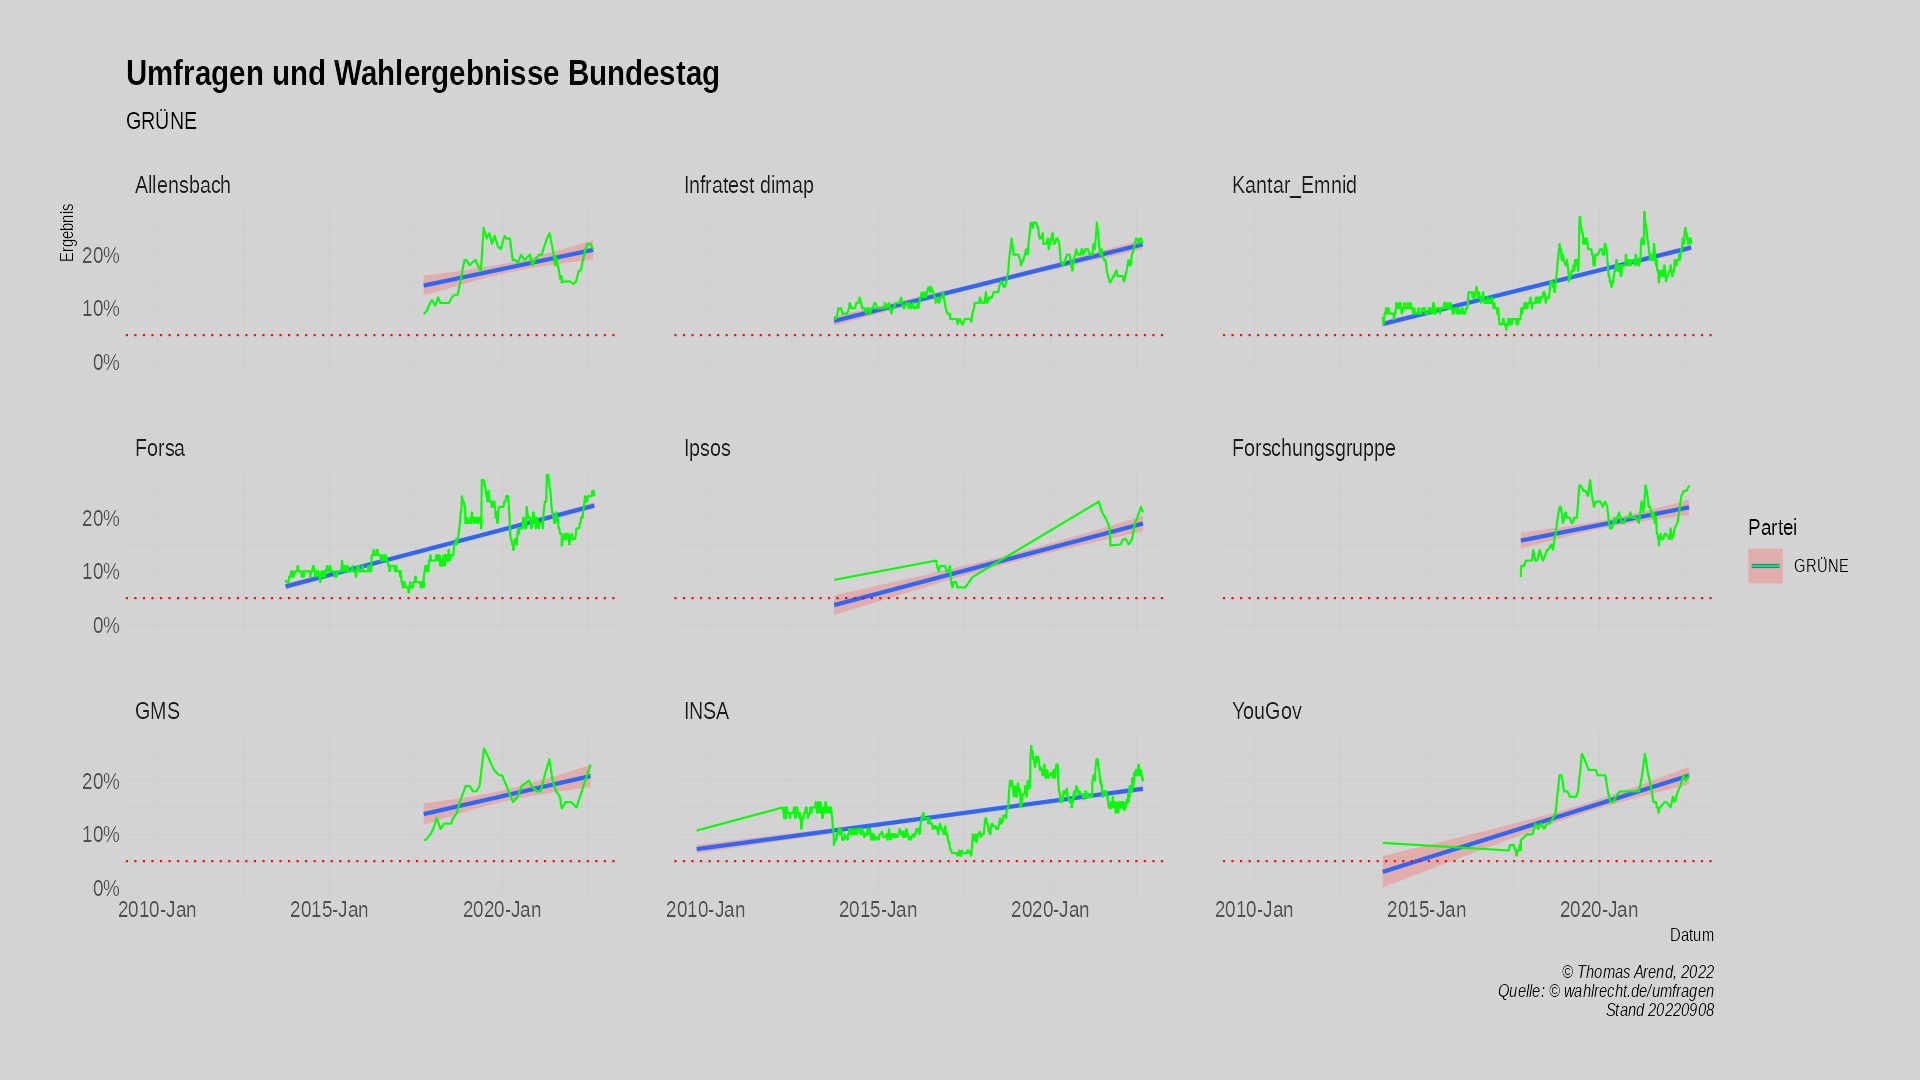 Umfragen und Wahlergebnisse Bundestag
GRÜNE
Allensbach
Infratest dimap
Kantar_Emnid
Ergebnis
20%
10%
0%
Forsa
Ipsos
Forschungsgruppe
20%
10%
0%
Partei
GRÜNE
GMS
INSA
YouGov
20%
10%
0%
2010-Jan 2015-Jan 2020-Jan 2010-Jan 2015-Jan 2020-Jan 2010-Jan 2015-Jan 2020-Jan
Datum
© Thomas Arend, 2022
Quelle: © wahlrecht.de/umfragen
Stand 20220908